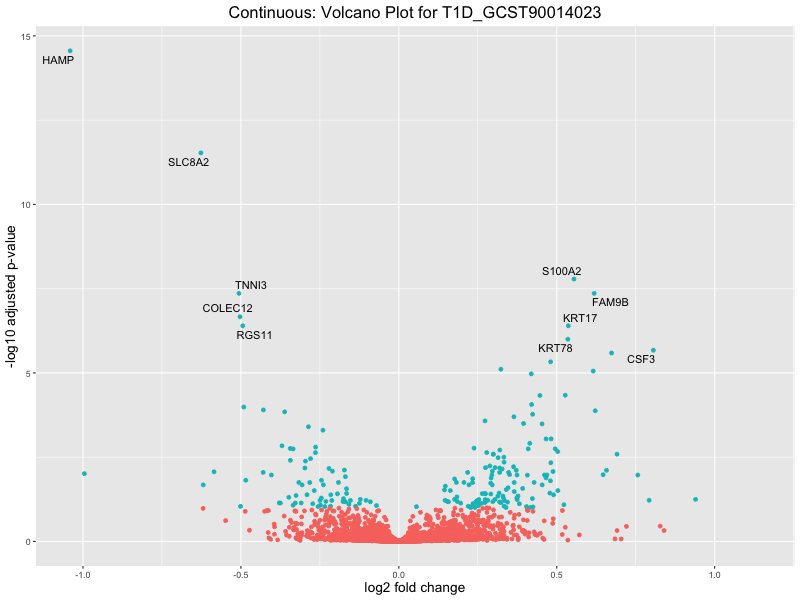 Continuous: Volcano Plot for T1D_GCST90014023
15
HAMP
SLC8A2
10
-log10 adjusted p-value
S100A2
TNNI3
FAM9B
COLEC12
KRT17
RGS11
KRT78
CSF3
5
0
-1.0
-0.5
0.0
0.5
1.0
log2 fold change